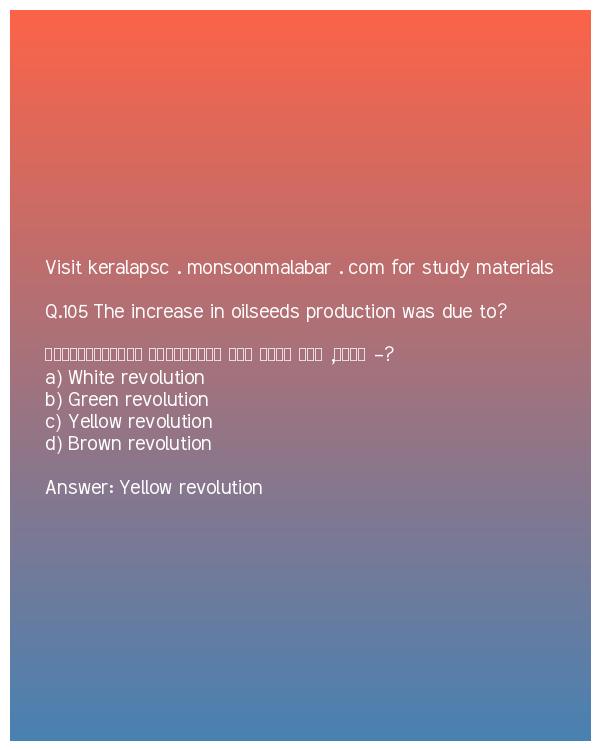 Visit keralapsc . monsoonmalabar . com for study materials
Q.105 The increase in oilseeds production was due to?
-?
a) White revolution
b) Green revolution
c) Yellow revolution
d) Brown revolution
Answer: Yellow revolution